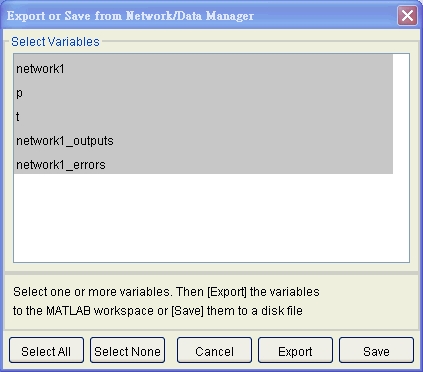 Export or Save from Network/Data Manager
Select Variables
network1
p
t
network1_outputs
network1_errors
Select one or more variables. Then [Export] the variables
to the MATLAB workspace or [Save] them to a disk file
Select All Select None Cancel Export Save